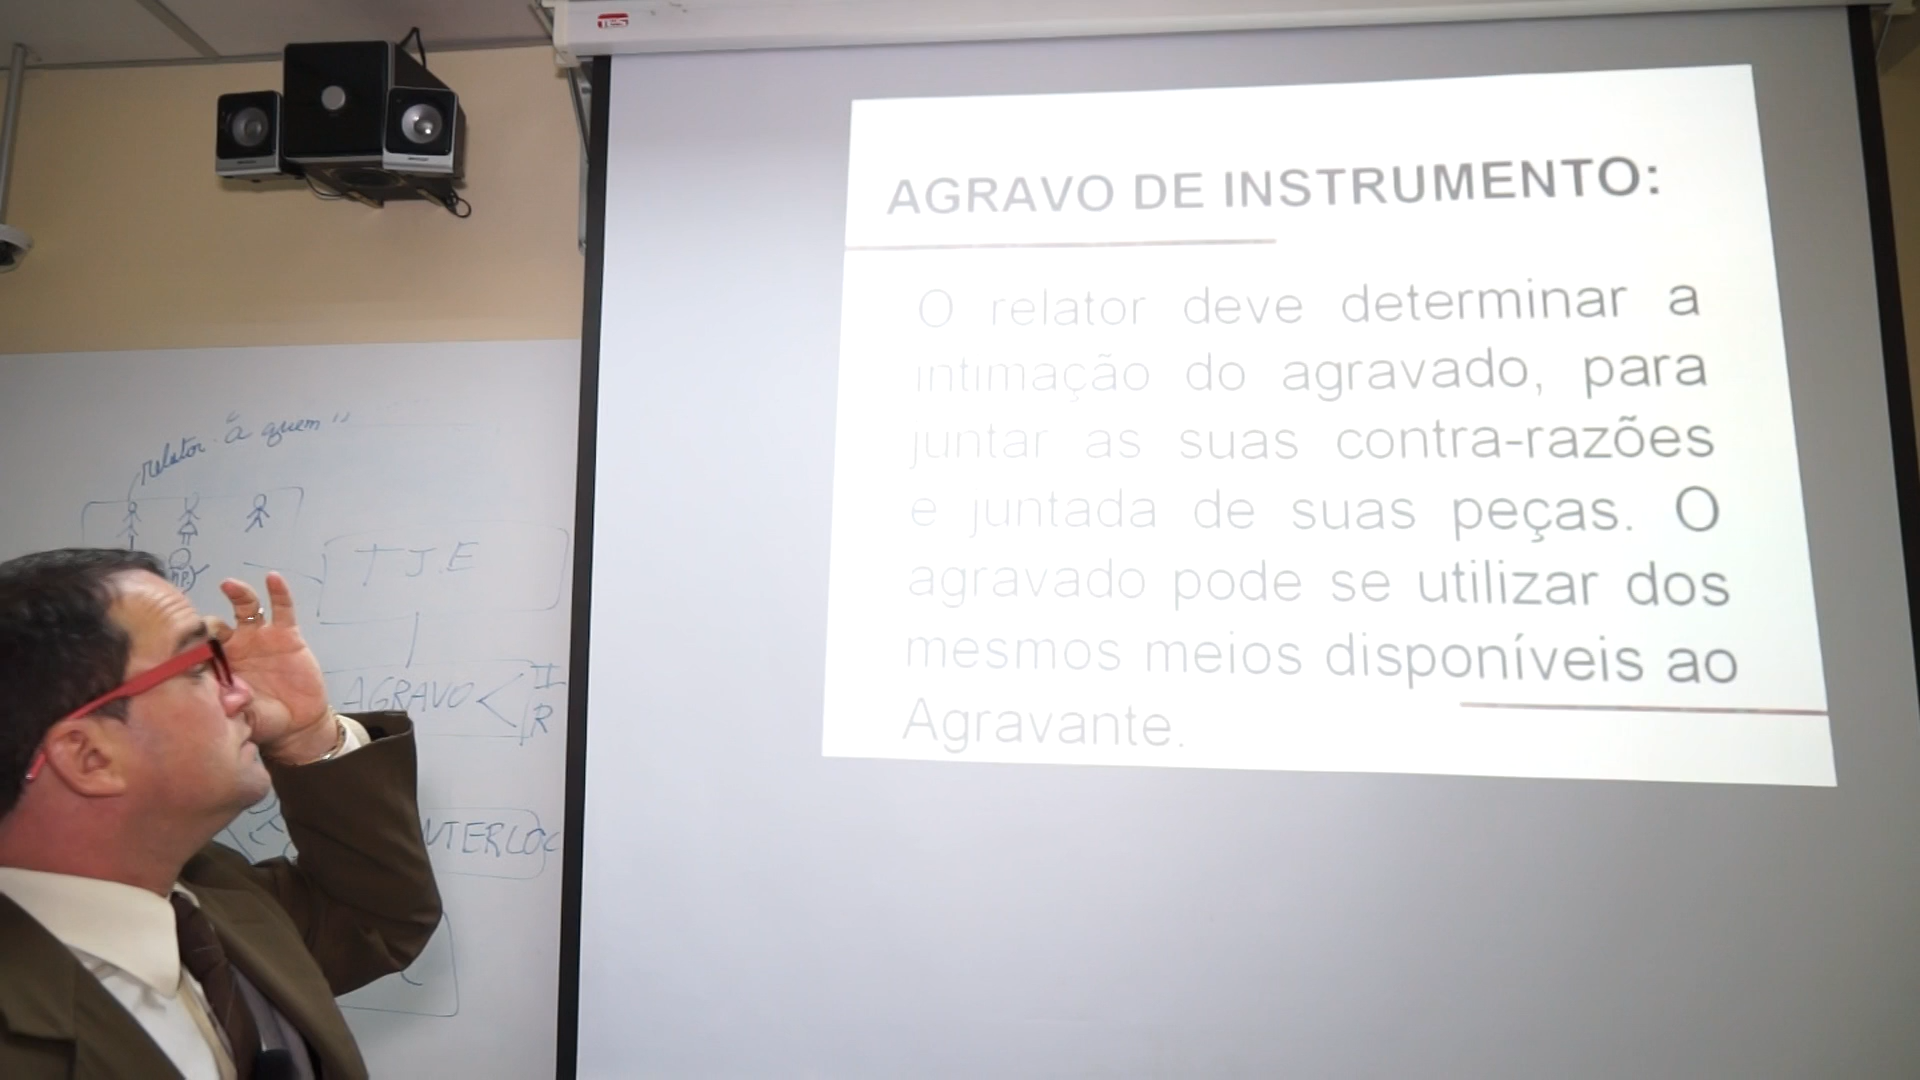 AGRAVO DE INSTRUMENTO:
O relator deve determinar a
intimação do agravado, para
juntar as suas contra-razões
e juntada de suas peças. O
agravado pode se utilizar dos
mesmos meios disponíveis ao
Agravante.
relator "a quem"
MP.
T J.E
AGRAVO < I
R
NTERLOC